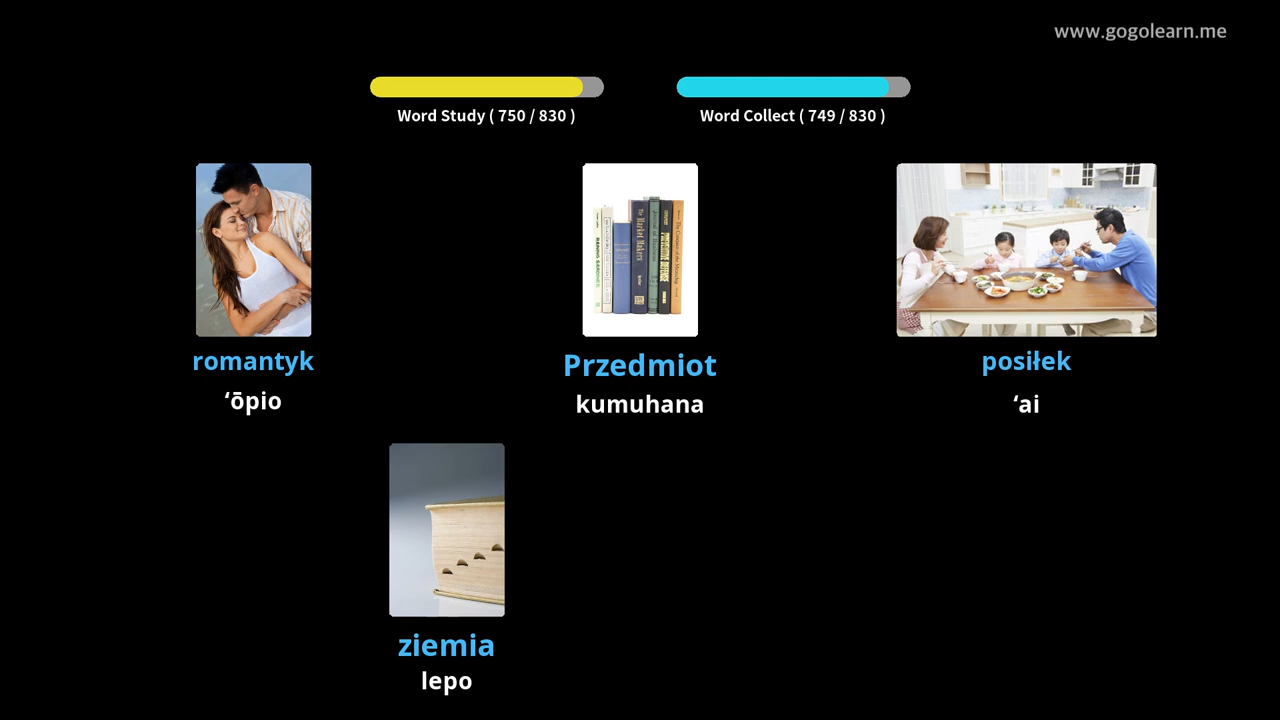 www.gogolearn.me
Word Study ( 750 / 830 )
Word Collect ( 749 / 830 )
romantyk
ʻōpio
Przedmiot
kumuhana
posiłek
ʻai
ziemia
lepo